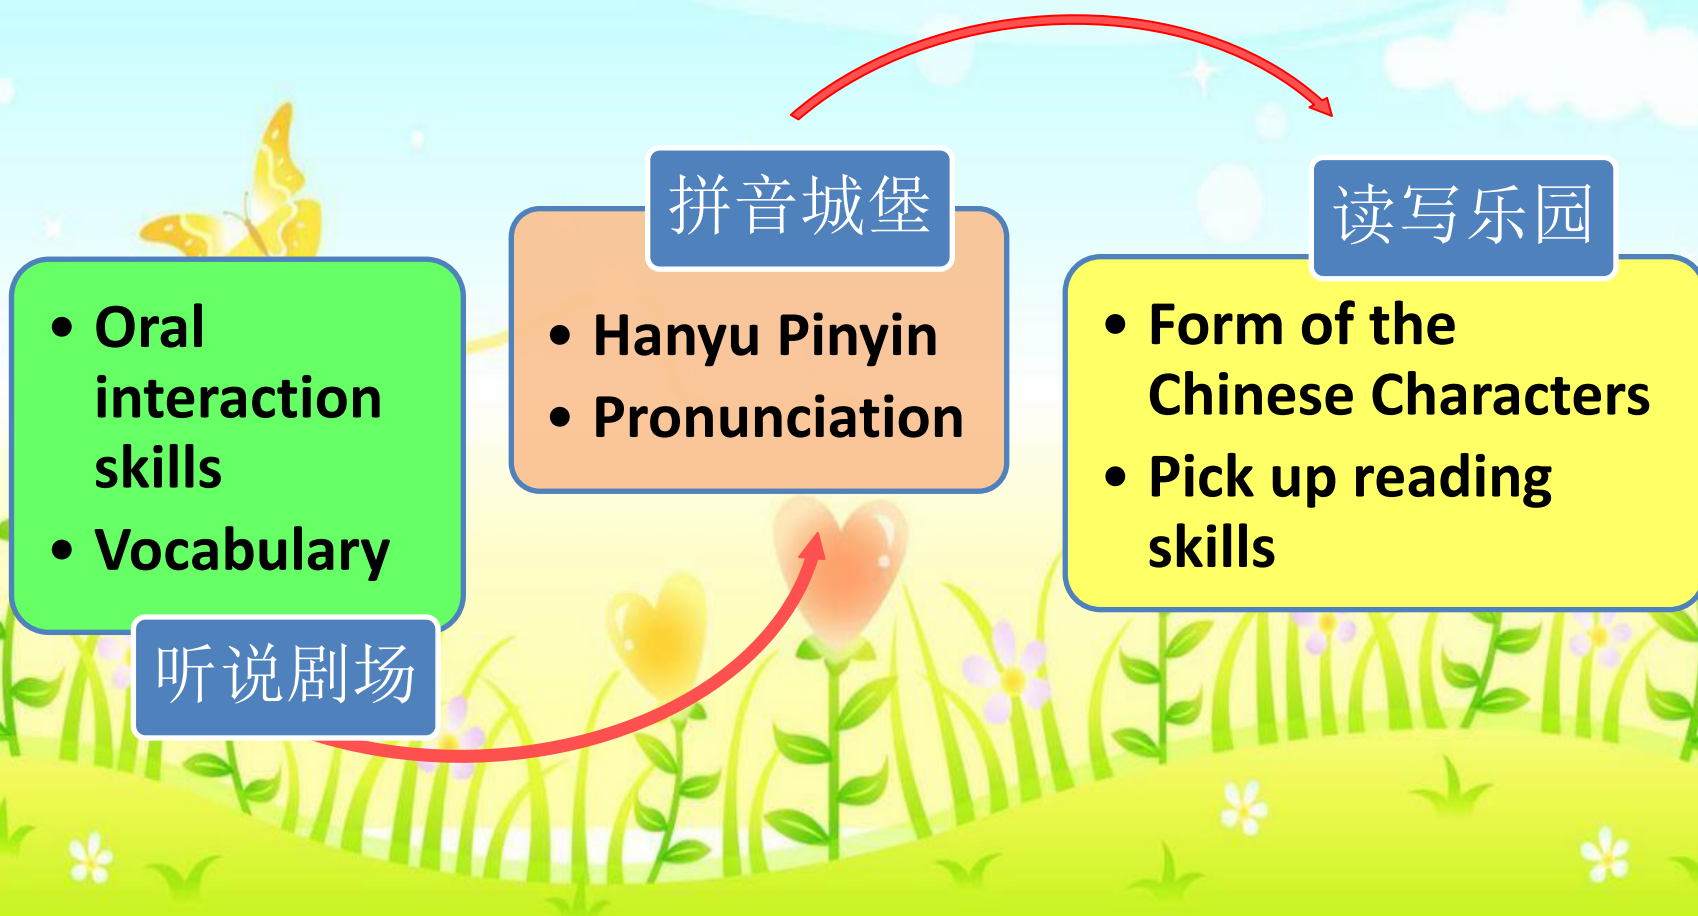 • Oral
interaction
skills
• Vocabulary
听说剧场
拼音城堡
• Hanyu Pinyin
• Pronunciation
读写乐园
• Form of the
Chinese Characters
• Pick up reading
skills